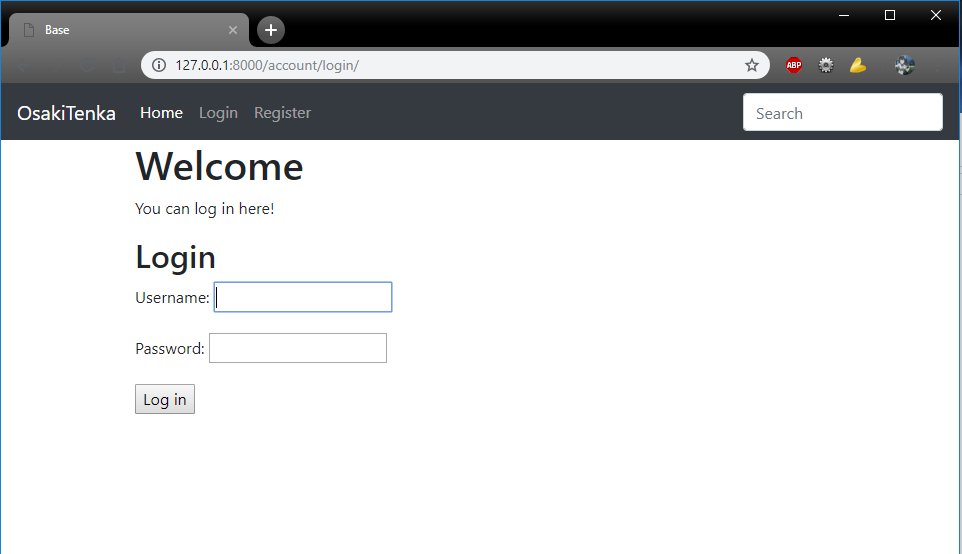 Base
127.0.0.1:8000/account/login/
ABP
OsakiTenka Home Login Register Search
Welcome
You can log in here!
Login
Username:
Password:
Log in